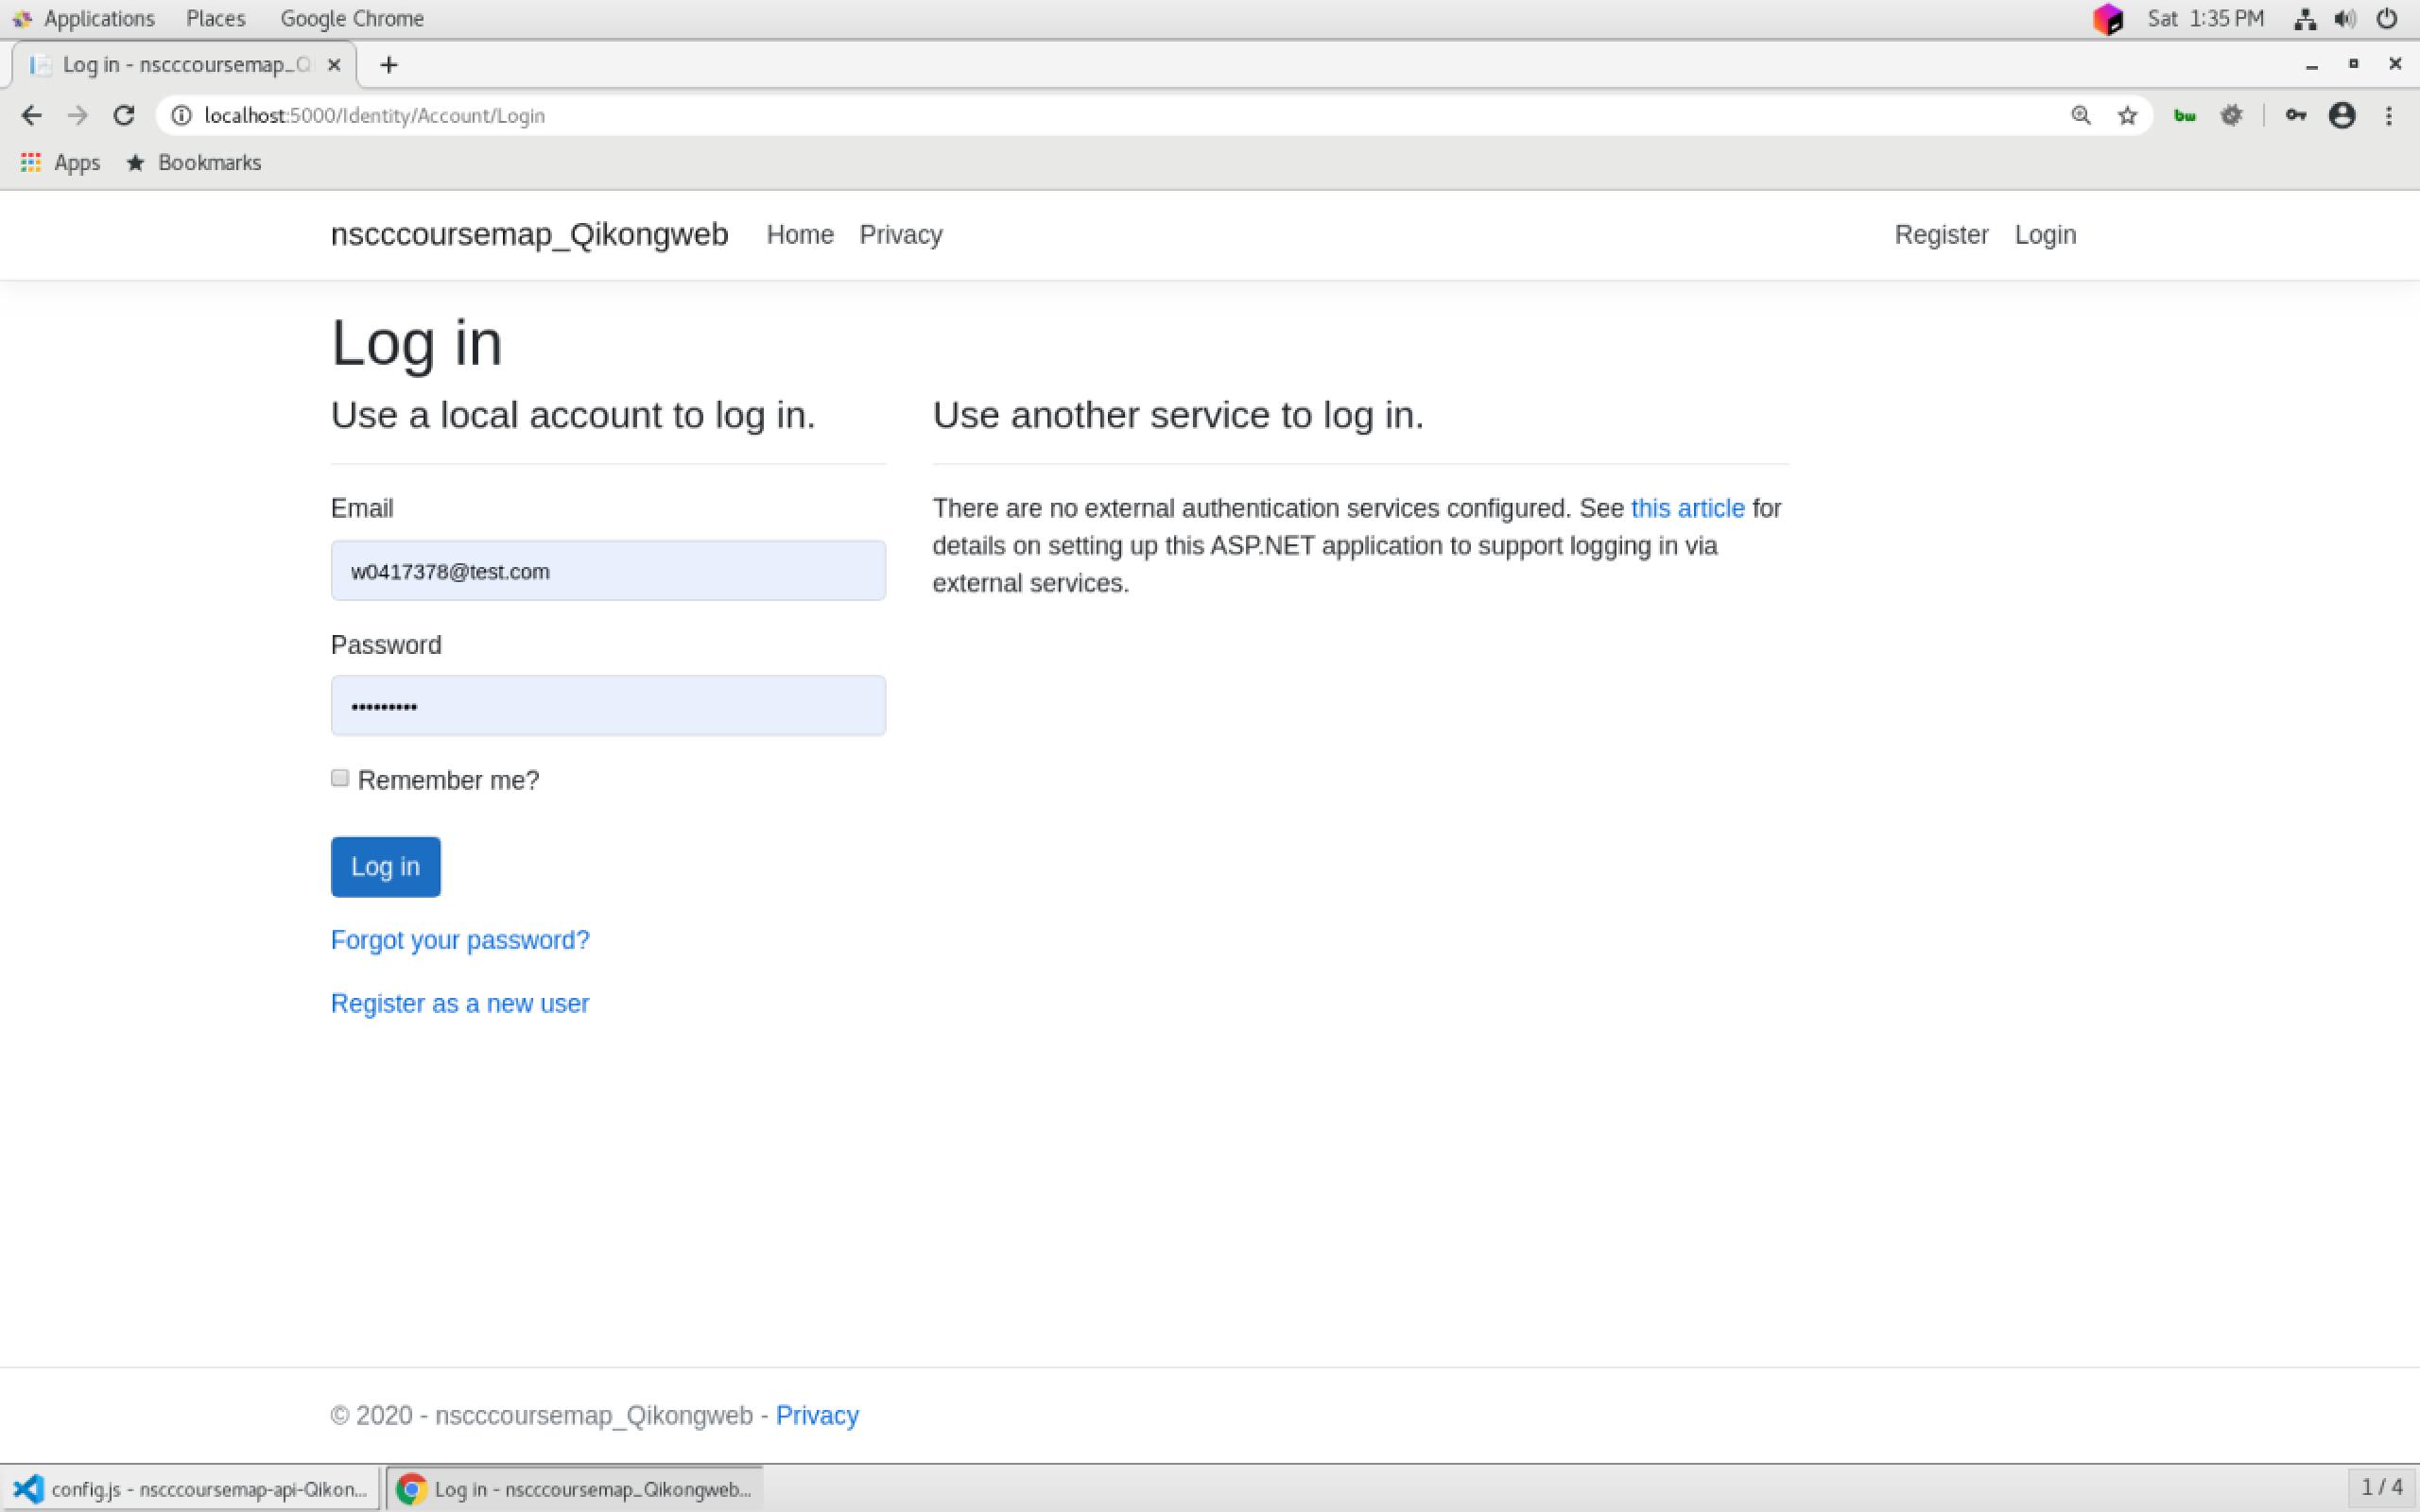 Applications Places Google Chrome Sat 1:35 PM
Log in - nscccoursemap_Q
localhost:5000/Identity/Account/Login bw
Apps Bookmarks
nscccoursemap_Qikongweb Home Privacy Register Login
Log in
Use a local account to log in.
Email
w0417378@test.com
Password
•••••••••
Remember me?
Log in
Forgot your password?
Register as a new user
Use another service to log in.
There are no external authentication services configured. See this article for
details on setting up this ASP.NET application to support logging in via
external services.
© 2020 - nscccoursemap_Qikongweb - Privacy
config.js - nscccoursemap-api-Qikon... Log in - nscccoursemap_Qikongweb... 1 / 4